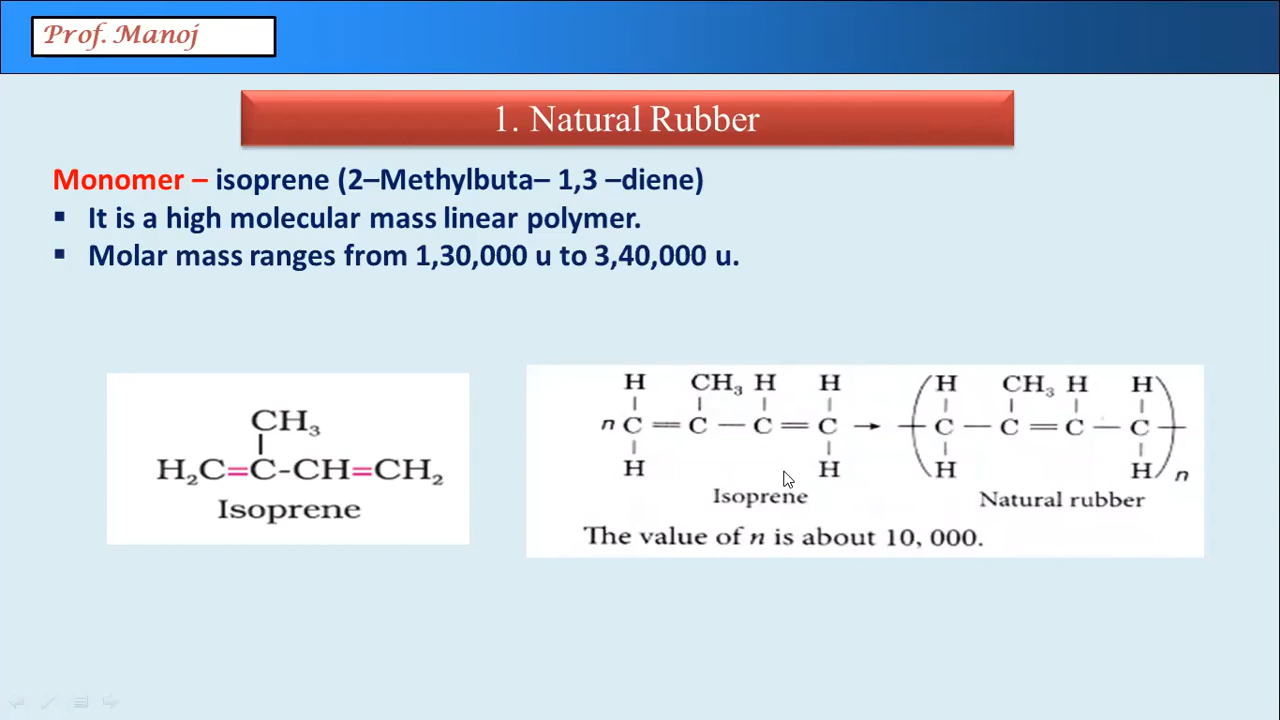 Prof. Manoj
1. Natural Rubber
Monomer – isoprene (2–Methylbuta– 1,3 –diene)
▪ It is a high molecular mass linear polymer.
▪ Molar mass ranges from 1,30,000 u to 3,40,000 u.
CH3
H2C=C-CH=CH2
Isoprene
H CH3 H H H CH3 H H
n C = C — C = C → — C — C = C — C —
H H H H n
Isoprene Natural rubber
The value of n is about 10, 000.